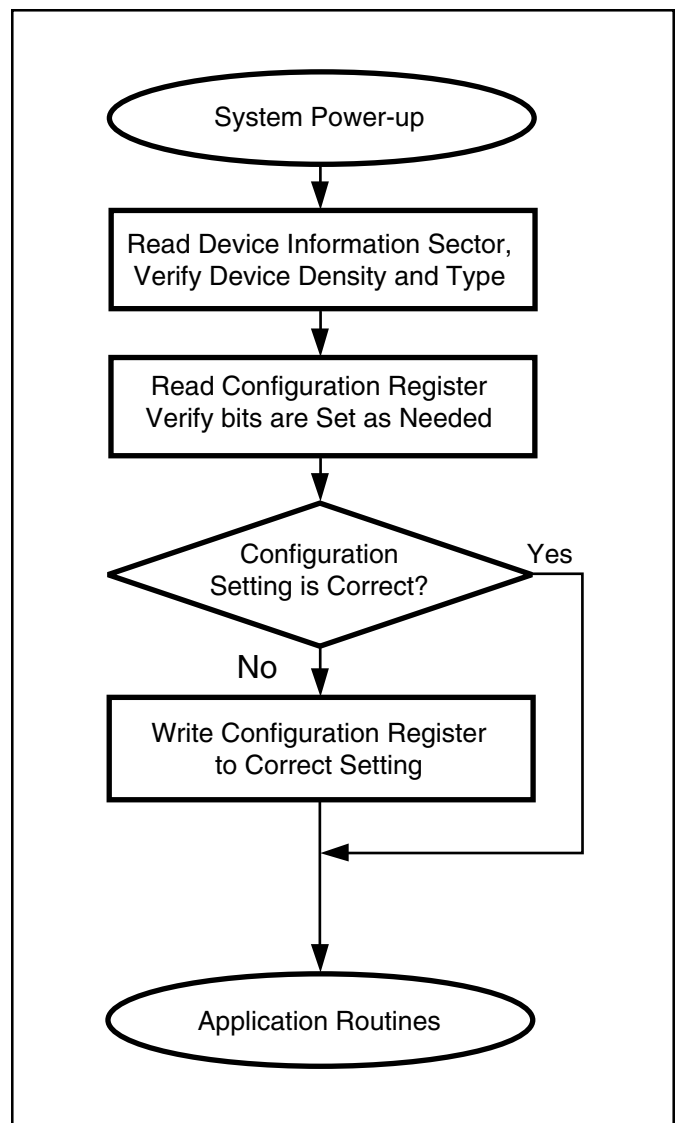 System Power-up
Read Device Information Sector,
Verify Device Density and Type
Read Configuration Register
Verify bits are Set as Needed
Configuration
Setting is Correct?
Yes
No
Write Configuration Register
to Correct Setting
Application Routines